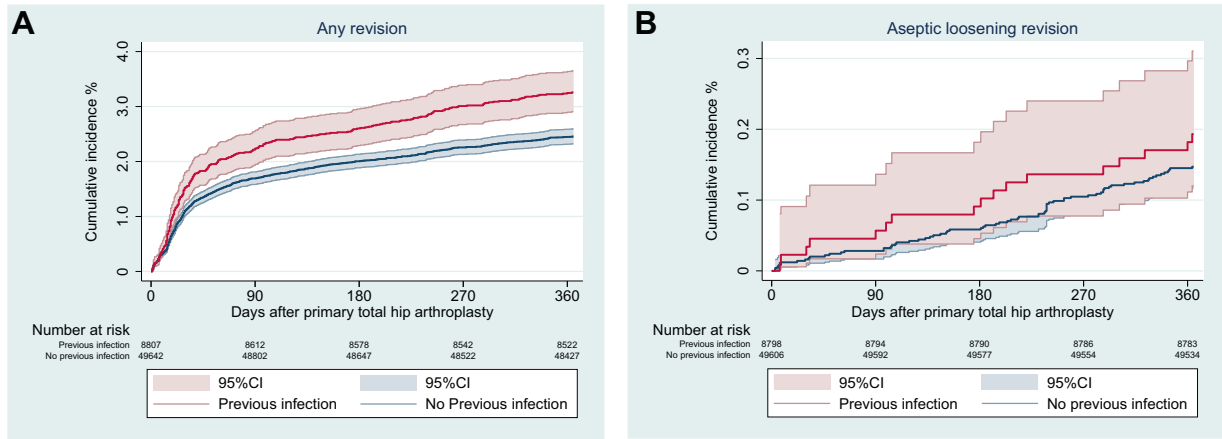 A
Any revision
Cumulative incidence %
4.0
3.0
2.0
1.0
0
0 90 180 270 360
Days after primary total hip arthroplasty
Number at risk
Previous infection 8807 8612 8578 8542 8522
No previous infection 49642 48802 48647 48522 48427
95%CI 95%CI
Previous infection No Previous infection
B
Aseptic loosening revision
Cumulative incidence %
0.3
0.2
0.1
0
0 90 180 270 360
Days after primary total hip arthroplasty
Number at risk
Previous infection 8798 8794 8790 8786 8783
No previous infection 49606 49592 49577 49554 49534
95%CI 95%CI
Previous infection No previous infection